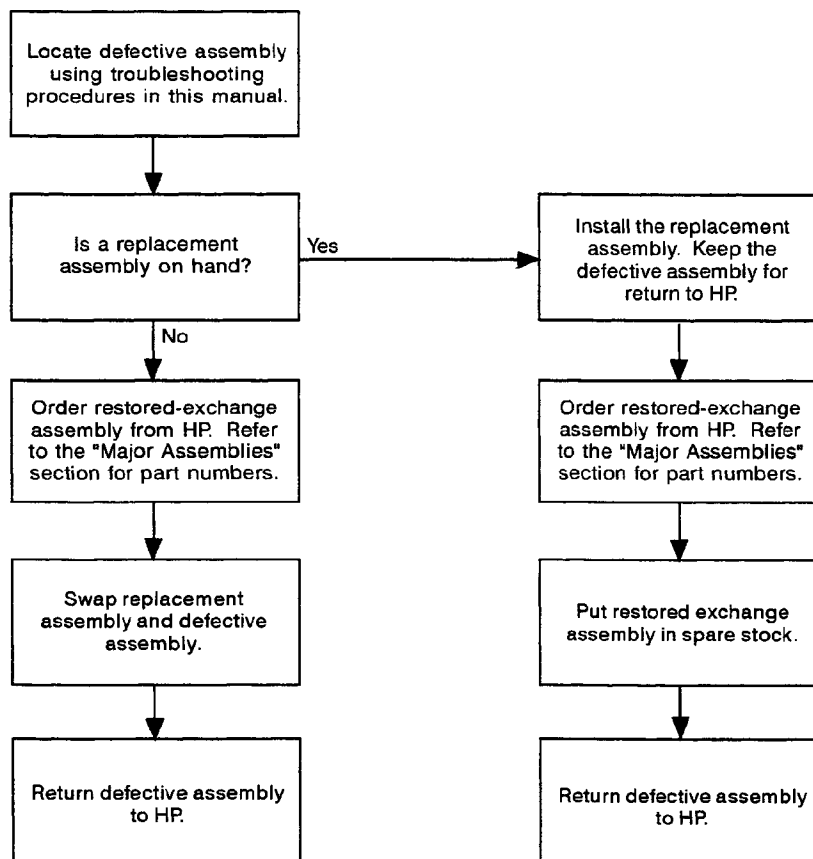 Locate defective assembly
using troubleshooting
procedures in this manual.
Is a replacement
assembly on hand?
Yes
No
Install the replacement
assembly. Keep the
defective assembly for
return to HP.
Order restored-exchange
assembly from HP. Refer
to the "Major Assemblies"
section for part numbers.
Order restored-exchange
assembly from HP. Refer
to the "Major Assemblies"
section for part numbers.
Swap replacement
assembly and defective
assembly.
Put restored exchange
assembly in spare stock.
Return defective assembly
to HP.
Return defective assembly
to HP.